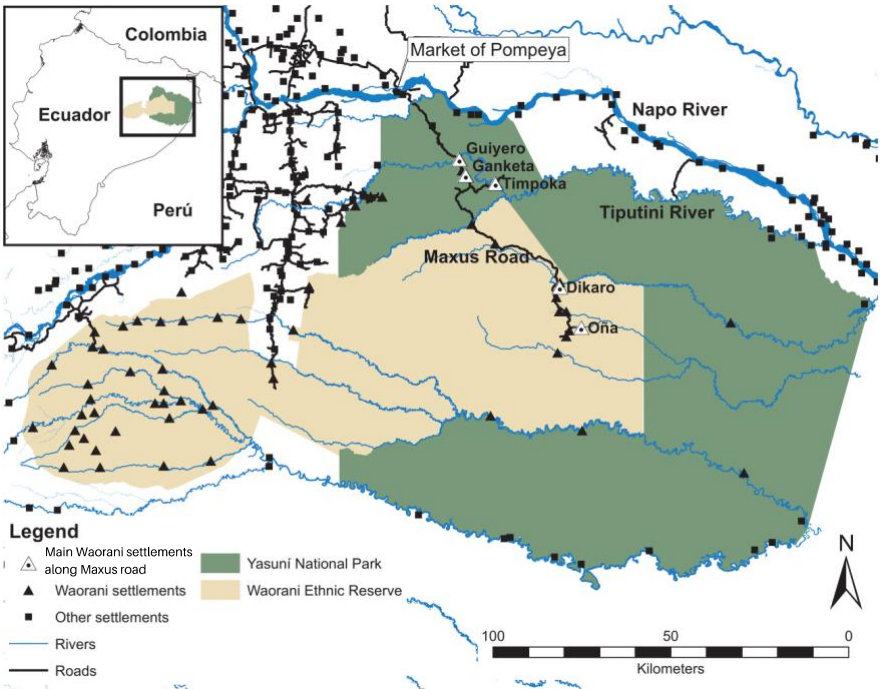 Colombia
Ecuador
Perú
Market of Pompeya
Napo River
Guiyero
Ganketa
Timpoka
Tiputini River
Maxus Road
Dikaro
Oña
Legend
Main Waorani settlements
along Maxus road
Waorani settlements
Other settlements
Rivers
Roads
Yasuní National Park
Waorani Ethnic Reserve
N
100 50 0
Kilometers